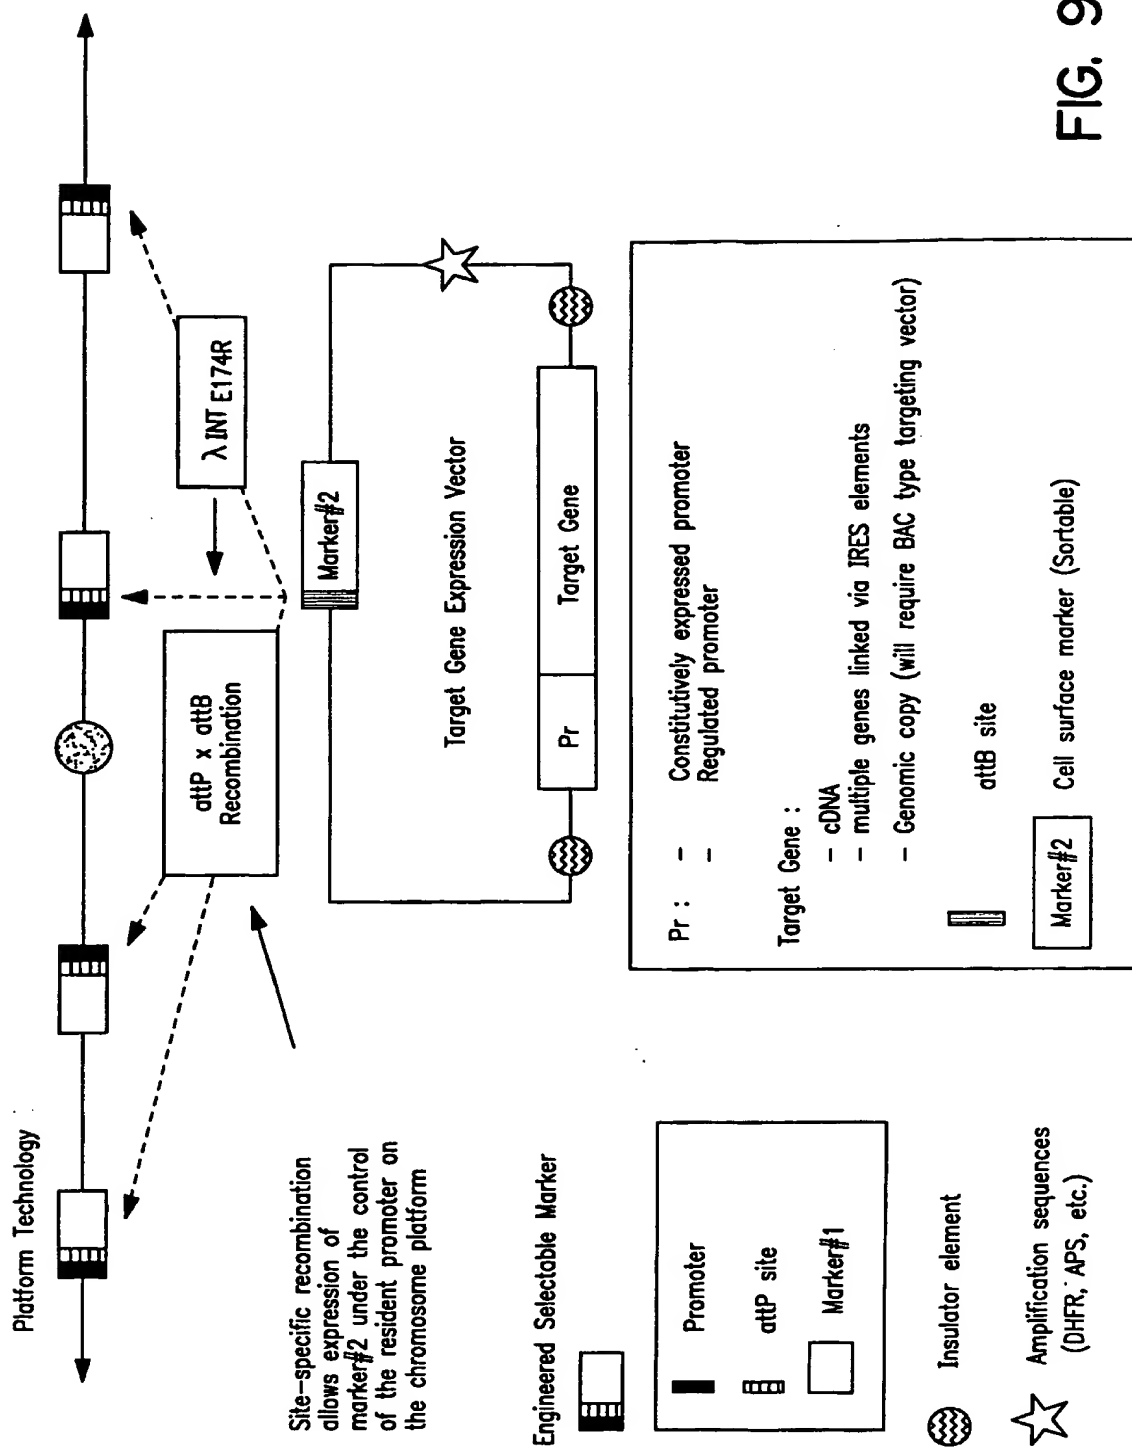 Platform Technology
Site-specific recombination
allows expression of
marker#2 under the control
of the resident promoter on
the chromosome platform
attP x attB
Recombination
λ INT E174R
Marker#2
Target Gene Expression Vector
Pr
Target Gene
Engineered Selectable Marker
Promoter
attP site
Marker#1
Insulator element
Amplification sequences
(DHFR, APS, etc.)
Pr : - Constitutively expressed promoter
- Regulated promoter
Target Gene :
- cDNA
- multiple genes linked via IRES elements
- Genomic copy (will require BAC type targeting vector)
attB site
Marker#2 Cell surface marker (Sortable)
FIG. 9